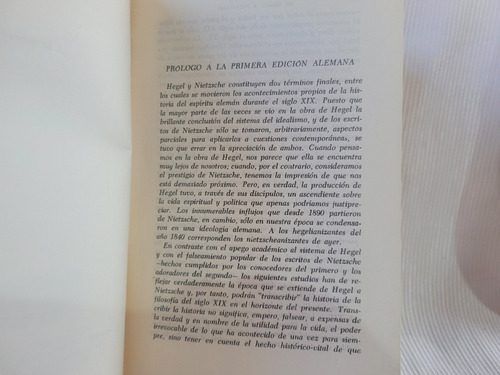 PROLOGO A LA PRIMERA EDICION ALEMANA
Hegel y Nietzsche constituyen dos términos finales, entre
los cuales se movieron los acontecimientos propios de la his-
toria del espíritu alemán durante el siglo XIX. Puesto que
la mayor parte de las veces se vio en la obra de Hegel la
brillante conclusión del sistema del idealismo, y de los escri-
tos de Nietzsche sólo se tomaron, arbitrariamente, aspectos
parciales para aplicarlos a cuestiones contemporáneas, se
tuvo que errar en la apreciación de ambos. Cuando pensa-
mos en la obra de Hegel, nos parece que ella se encuentra
muy lejos de nosotros; cuando, por el contrario, consideramos
el prestigio de Nietzsche, tenemos la impresión de que nos
está demasiado próximo. Pero, en verdad, la producción de
Hegel tuvo, a través de sus discípulos, un ascendiente sobre
la vida espiritual y política que apenas podríamos justipre-
ciar. Los innumerables influjos que desde 1890 partieron
de Nietzsche, en cambio, sólo en nuestra época se condensa-
ron en una ideología alemana. A los hegelianizantes del
año 1840 corresponden los nietzscheanizantes de ayer.
En contraste con el apego académico al sistema de Hegel
y con el falseamiento popular de los escritos de Nietzsche
—hechos cumplidos por los conocedores del primero y los
adoradores del segundo— los siguientes estudios han de re-
flejar verdaderamente la época que se extiende de Hegel a
Nietzsche y, por tanto, podrán "transcribir" la historia de la
filosofía del siglo XIX en el horizonte del presente. Trans-
cribir la historia no significa, empero, falsear, a expensas de
la verdad y en nombre de la utilidad para la vida, el poder
irrevocable de lo que ha acontecido de una vez para siem-
pre, sino tener en cuenta el hecho histórico-vital de que